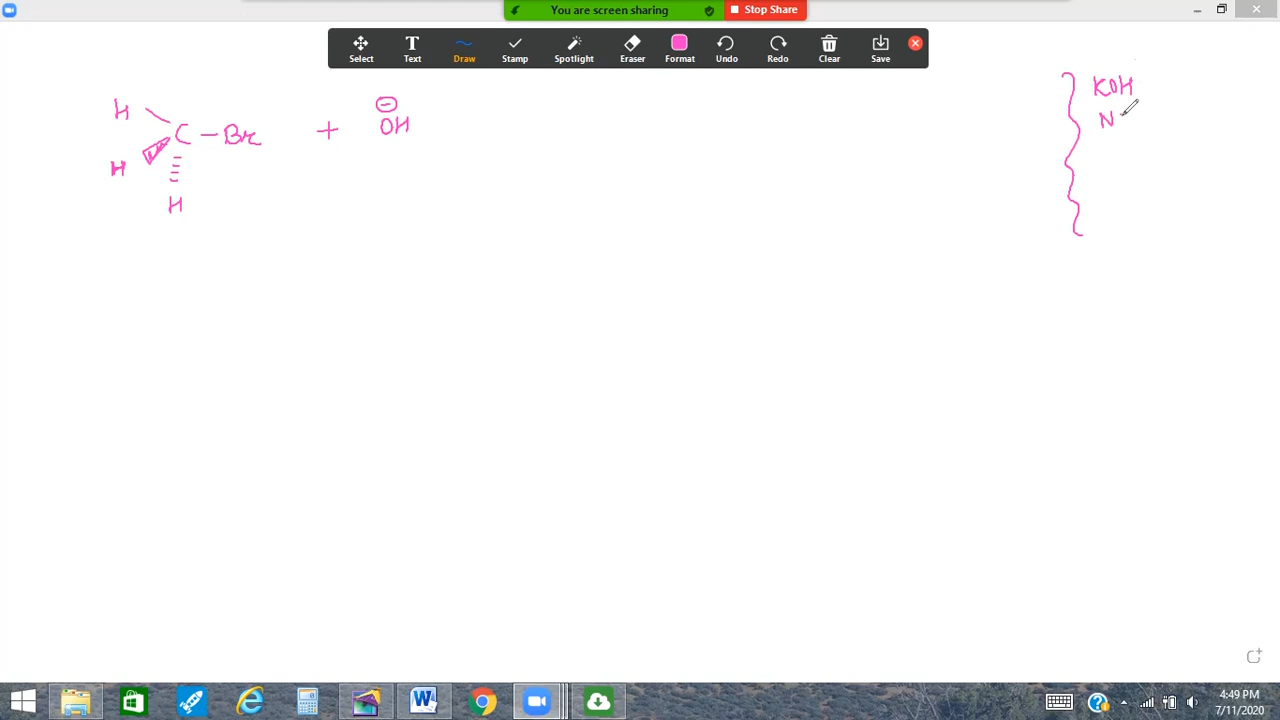 You are screen sharing
Stop Share
Select
Text
Draw
Stamp
Spotlight
Eraser
Format
Undo
Redo
Clear
Save
KOH
N
H
⊖
C — Br + OH
H
H
4:49 PM
7/11/2020